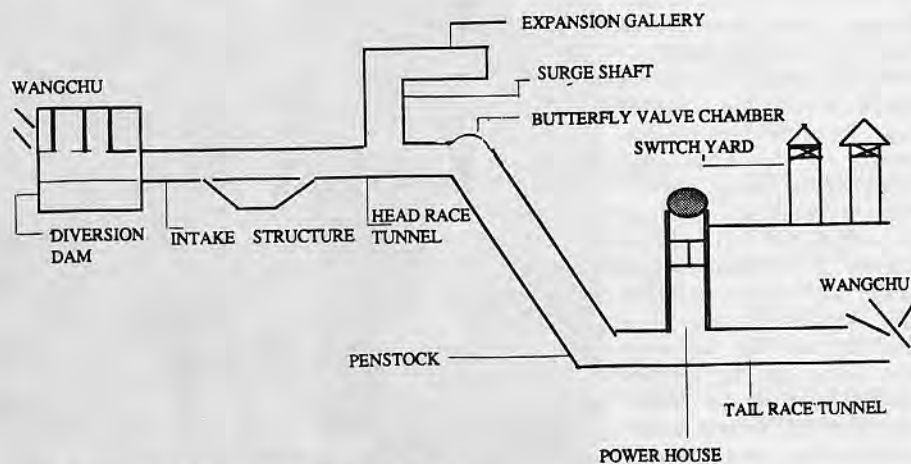 EXPANSION GALLERY
SURGE SHAFT
WANGCHU
BUTTERFLY VALVE CHAMBER
SWITCH YARD
DIVERSION
DAM
INTAKE STRUCTURE
HEAD RACE
TUNNEL
WANGCHU
PENSTOCK
TAIL RACE TUNNEL
POWER HOUSE